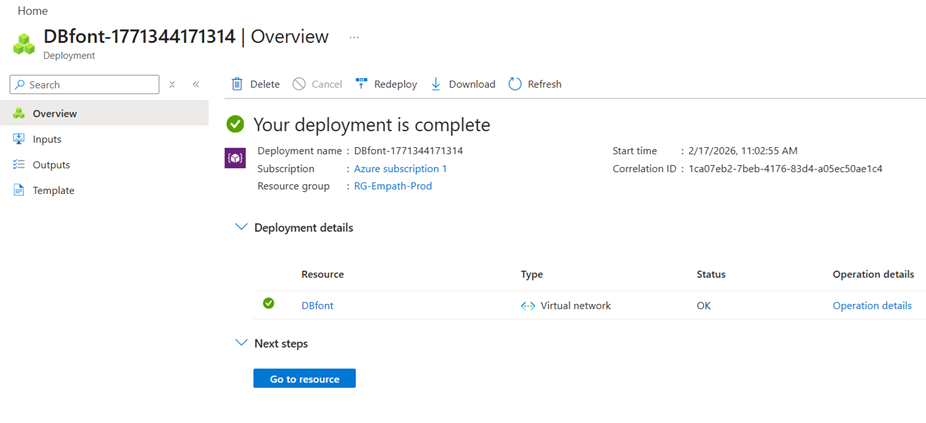 Home
DBfont-1771344171314 | Overview ...
Deployment
Search
Overview
Inputs
Outputs
Template
Delete Cancel Redeploy Download Refresh
Your deployment is complete
Deployment name : DBfont-1771344171314
Subscription : Azure subscription 1
Resource group : RG-Empath-Prod
Start time : 2/17/2026, 11:02:55 AM
Correlation ID : 1ca07eb2-7beb-4176-83d4-a05ec50ae1c4
Deployment details
Resource Type Status Operation details
DBfont Virtual network OK Operation details
Next steps
Go to resource